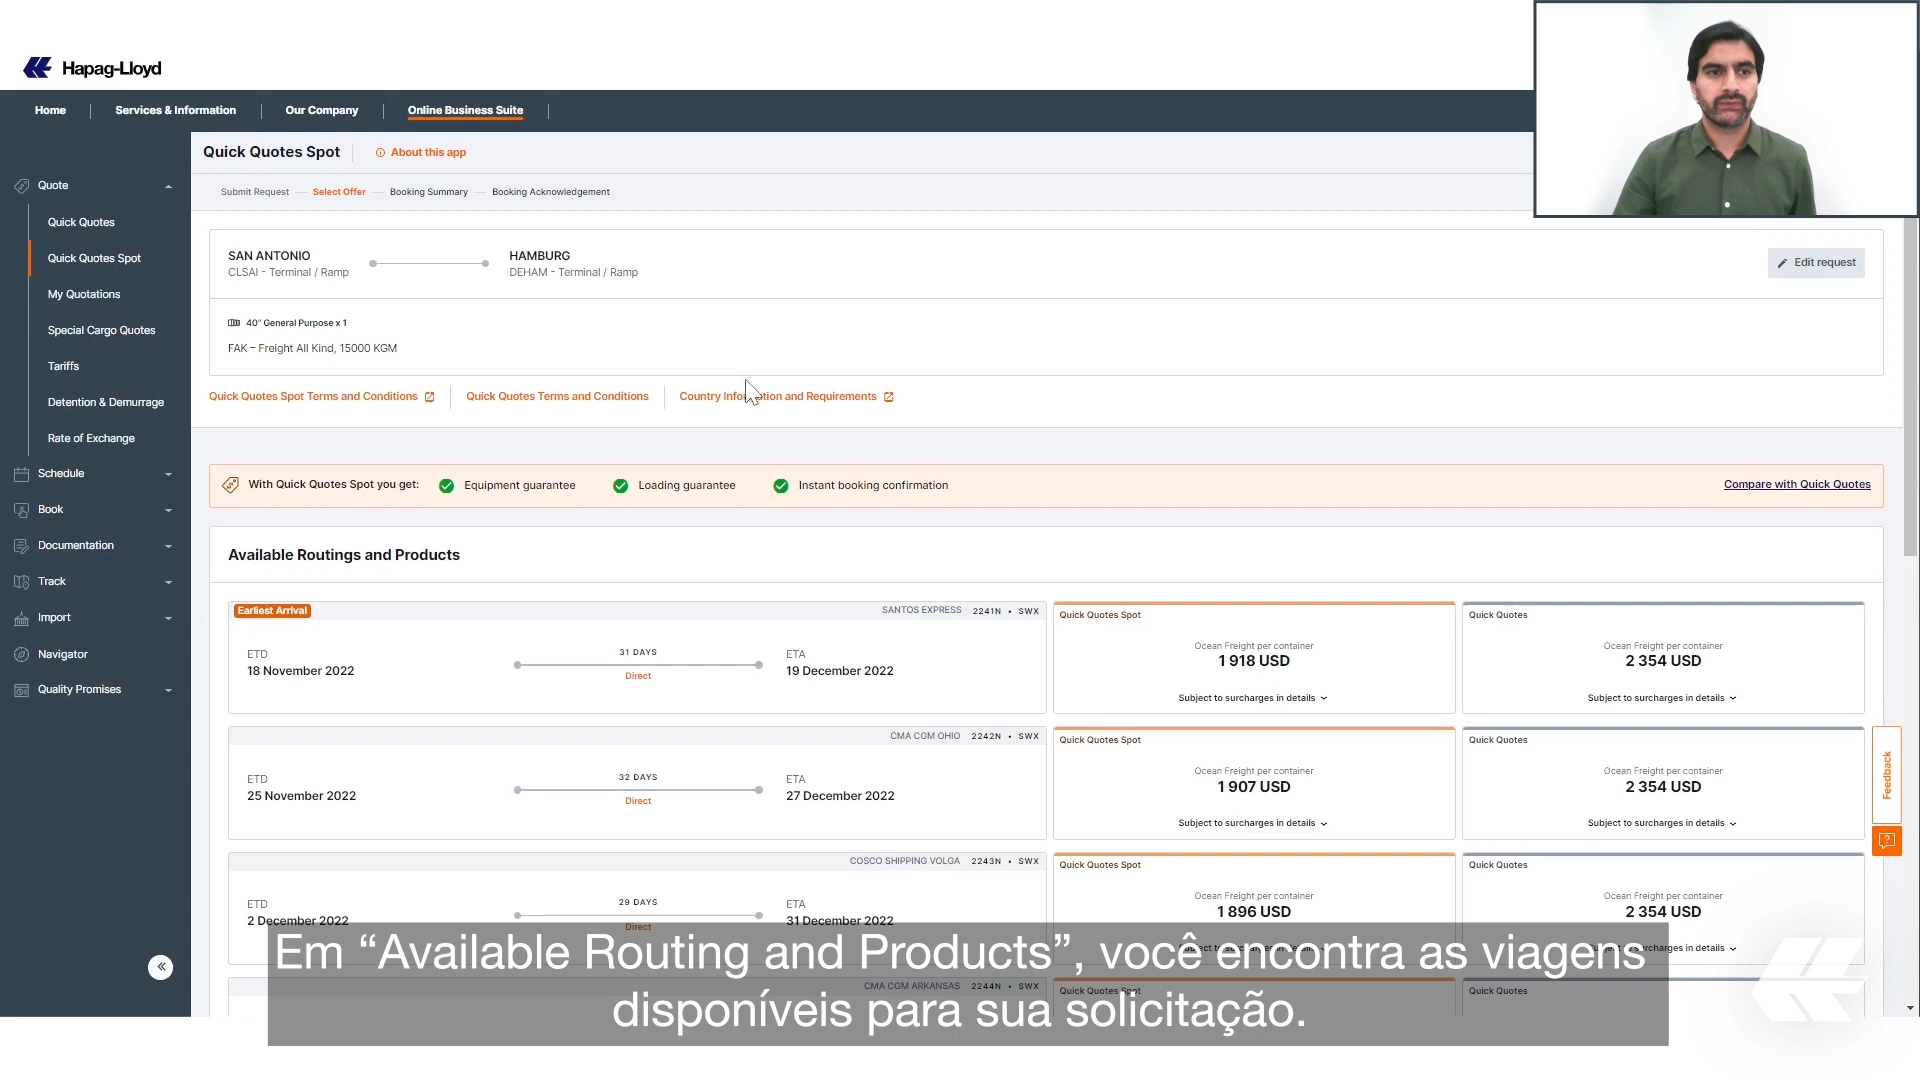 Hapag-Lloyd
Home
Services & Information
Our Company
Online Business Suite
Quick Quotes Spot
About this app
Submit Request
Select Offer
Booking Summary
Booking Acknowledgement
Quote
Quick Quotes
Quick Quotes Spot
My Quotations
Special Cargo Quotes
Tariffs
Detention & Demurrage
Rate of Exchange
Schedule
Book
Documentation
Track
Import
Navigator
Quality Promises
SAN ANTONIO
CLSAI - Terminal / Ramp
HAMBURG
DEHAM - Terminal / Ramp
Edit request
40" General Purpose x 1
FAK – Freight All Kind, 15000 KGM
Quick Quotes Spot Terms and Conditions
Quick Quotes Terms and Conditions
Country Information and Requirements
With Quick Quotes Spot you get:
Equipment guarantee
Loading guarantee
Instant booking confirmation
Compare with Quick Quotes
Available Routings and Products
Earliest Arrival
SANTOS EXPRESS 2241N • SWX
ETD
18 November 2022
31 DAYS
Direct
ETA
19 December 2022
Quick Quotes Spot
Ocean Freight per container
1 918 USD
Subject to surcharges in details
Quick Quotes
Ocean Freight per container
2 354 USD
Subject to surcharges in details
CMA CGM OHIO 2242N • SWX
ETD
25 November 2022
32 DAYS
Direct
ETA
27 December 2022
Quick Quotes Spot
Ocean Freight per container
1 907 USD
Subject to surcharges in details
Quick Quotes
Ocean Freight per container
2 354 USD
Subject to surcharges in details
COSCO SHIPPING VOLGA 2243N • SWX
ETD
2 December 2022
29 DAYS
Direct
ETA
31 December 2022
Quick Quotes Spot
Ocean Freight per container
1 896 USD
Quick Quotes
Ocean Freight per container
2 354 USD
CMA CGM ARKANSAS 2244N • SWX
Quick Quotes Spot
Quick Quotes
Feedback
Em “Available Routing and Products”, você encontra as viagens
disponíveis para sua solicitação.